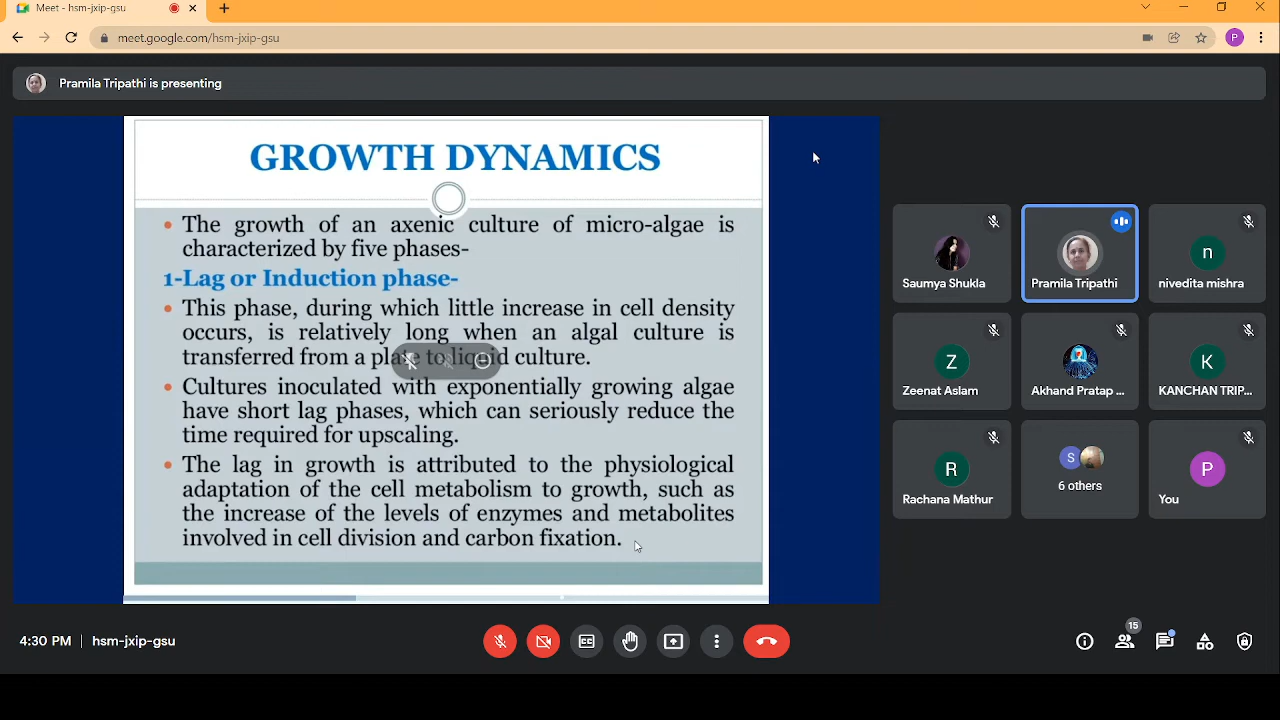 Meet - hsm-jxip-gsu
meet.google.com/hsm-jxip-gsu
P
Pramila Tripathi is presenting
GROWTH DYNAMICS
The growth of an axenic culture of micro-algae is
characterized by five phases-
1-Lag or Induction phase-
This phase, during which little increase in cell density
occurs, is relatively long when an algal culture is
transferred from a plate to liquid culture.
Cultures inoculated with exponentially growing algae
have short lag phases, which can seriously reduce the
time required for upscaling.
The lag in growth is attributed to the physiological
adaptation of the cell metabolism to growth, such as
the increase of the levels of enzymes and metabolites
involved in cell division and carbon fixation.
Saumya Shukla
Pramila Tripathi
n
nivedita mishra
Z
Zeenat Aslam
Akhand Pratap ...
K
KANCHAN TRIP...
R
Rachana Mathur
S
6 others
P
You
4:30 PM | hsm-jxip-gsu
CC
15